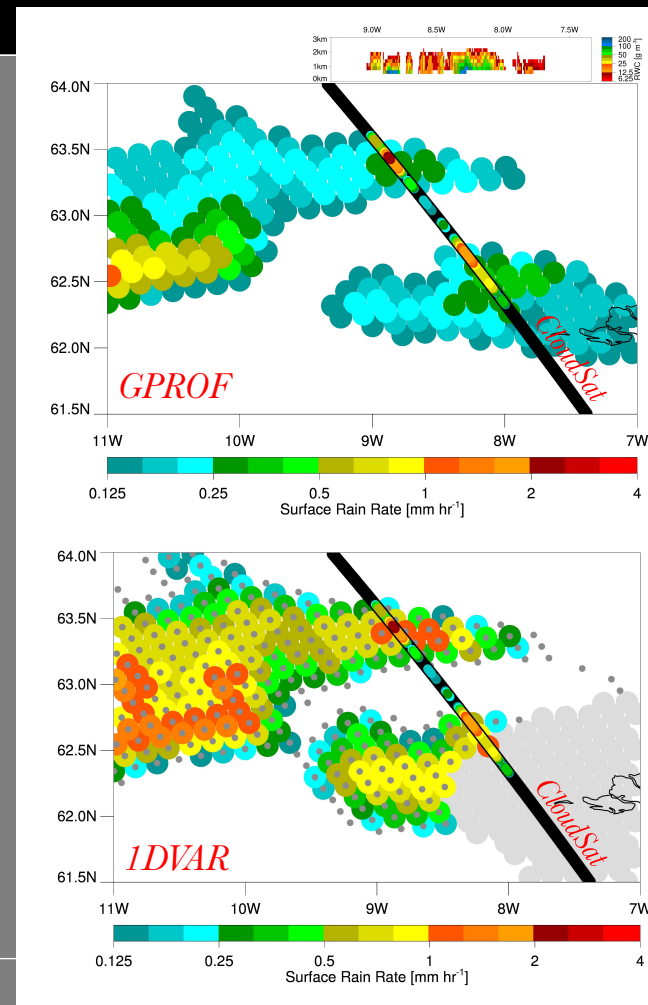 9.0W 8.5W 8.0W 7.5W
3km
2km
1km
0km
200
100
50
25
12.5
6.25
RWC [g m⁻³]
64.0N
63.5N
63.0N
62.5N
62.0N
61.5N
GPROF
CloudSat
11W 10W 9W 8W 7W
0.125 0.25 0.5 1 2 4
Surface Rain Rate [mm hr⁻¹]
64.0N
63.5N
63.0N
62.5N
62.0N
61.5N
1DVAR
CloudSat
11W 10W 9W 8W 7W
0.125 0.25 0.5 1 2 4
Surface Rain Rate [mm hr⁻¹]